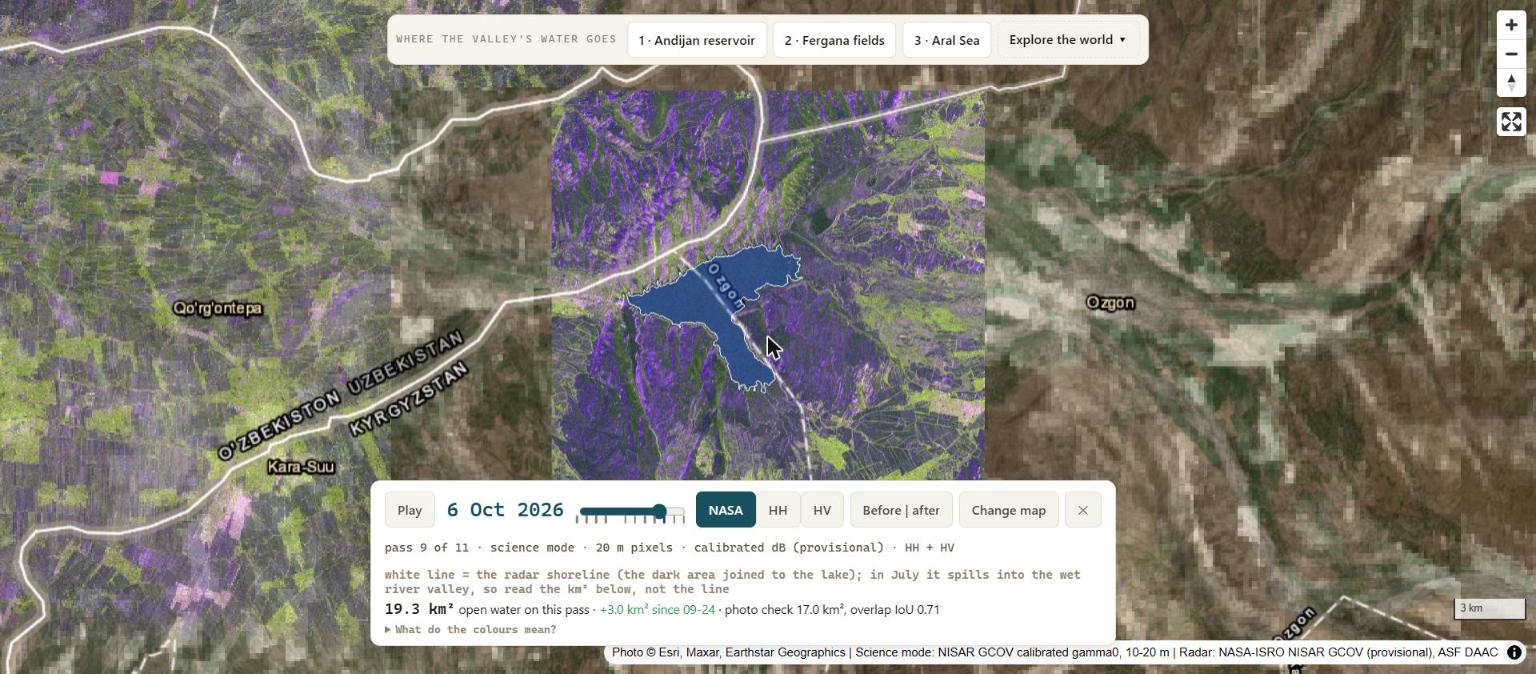 WHERE THE VALLEY'S WATER GOES
1 · Andijan reservoir
2 · Fergana fields
3 · Aral Sea
Explore the world ▾
Ozgon
Qo'rg'ontepa
Ozgon
O'ZBEKISTON UZBEKISTAN
KYRGYZSTAN
Kara-Suu
Play
6 Oct 2026
NASA
HH
HV
Before | after
Change map
×
pass 9 of 11 · science mode · 20 m pixels · calibrated dB (provisional) · HH + HV
white line = the radar shoreline (the dark area joined to the lake); in July it spills into the wet
river valley, so read the km² below, not the line
19.3 km² open water on this pass · +3.0 km² since 09-24 · photo check 17.0 km², overlap IoU 0.71
▶ What do the colours mean?
3 km
Ozgon
Photo © Esri, Maxar, Earthstar Geographics | Science mode: NISAR GCOV calibrated gamma0, 10-20 m | Radar: NASA-ISRO NISAR GCOV (provisional), ASF DAAC